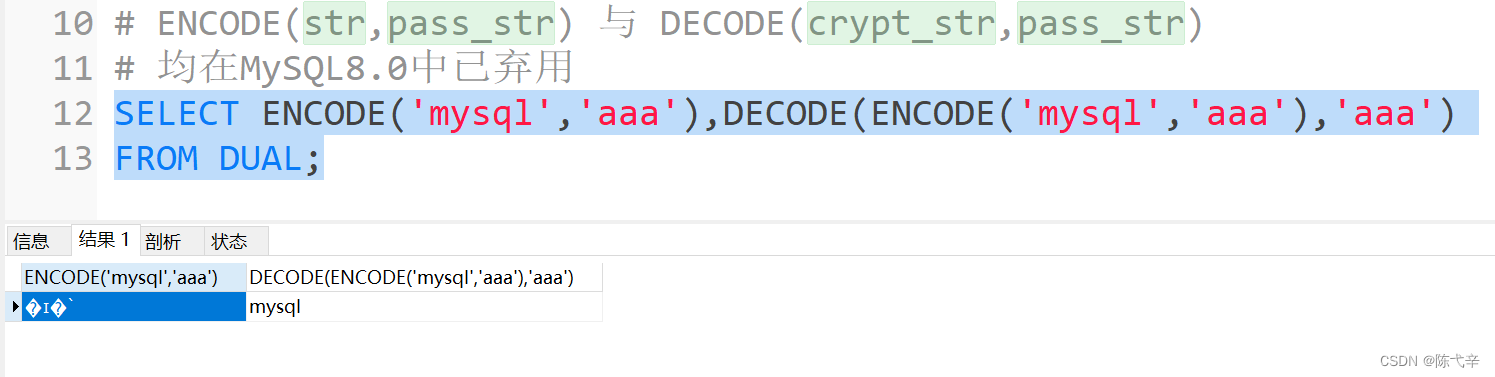 10 # ENCODE(str,pass_str) 与 DECODE(crypt_str,pass_str)
11 # 均在MySQL8.0中已弃用
12 SELECT ENCODE('mysql','aaa'),DECODE(ENCODE('mysql','aaa'),'aaa')
13 FROM DUAL;
信息 结果 1 剖析 状态
ENCODE('mysql','aaa') DECODE(ENCODE('mysql','aaa'),'aaa')
�ɪ�` mysql
CSDN @陈弋辛